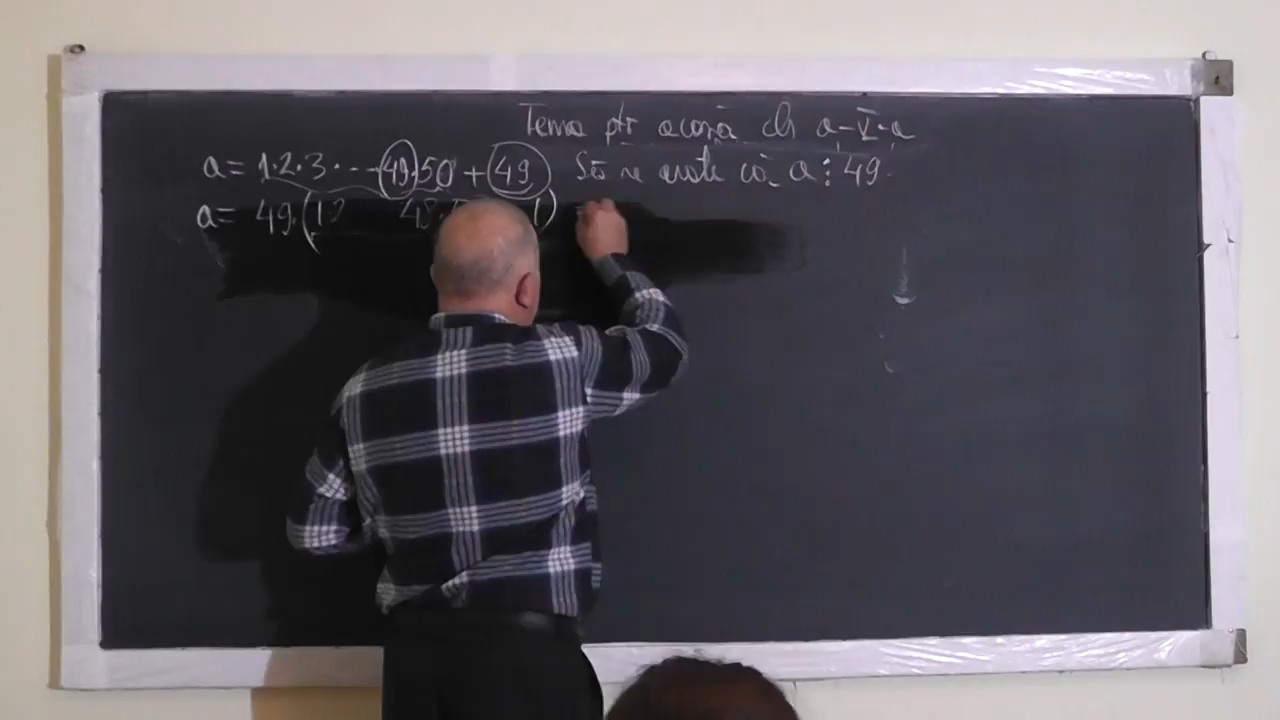 Tema ptr acasă cls a-V-a
a = 1·2·3·...·49·50 + 49 Să se arate că a ⋮ 49.
a = 49·(1·2 48· 1) =